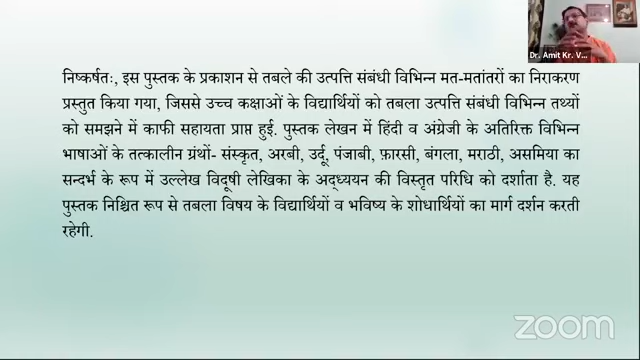 Dr. Amit Kr. V...
निष्कर्षतः, इस पुस्तक के प्रकाशन से तबले की उत्पत्ति संबंधी विभिन्न मत-मतांतरों का निराकरण
प्रस्तुत किया गया, जिससे उच्च कक्षाओं के विद्यार्थियों को तबला उत्पत्ति संबंधी विभिन्न तथ्यों
को समझने में काफी सहायता प्राप्त हुई. पुस्तक लेखन में हिंदी व अंग्रेजी के अतिरिक्त विभिन्न
भाषाओं के तत्कालीन ग्रंथों- संस्कृत, अरबी, उर्दू, पंजाबी, फ़ारसी, बंगला, मराठी, असमिया का
सन्दर्भ के रूप में उल्लेख विदूषी लेखिका के अद्ध्ययन की विस्तृत परिधि को दर्शाता है. यह
पुस्तक निश्चित रूप से तबला विषय के विद्यार्थियों व भविष्य के शोधार्थियों का मार्ग दर्शन करती
रहेगी.
zoom